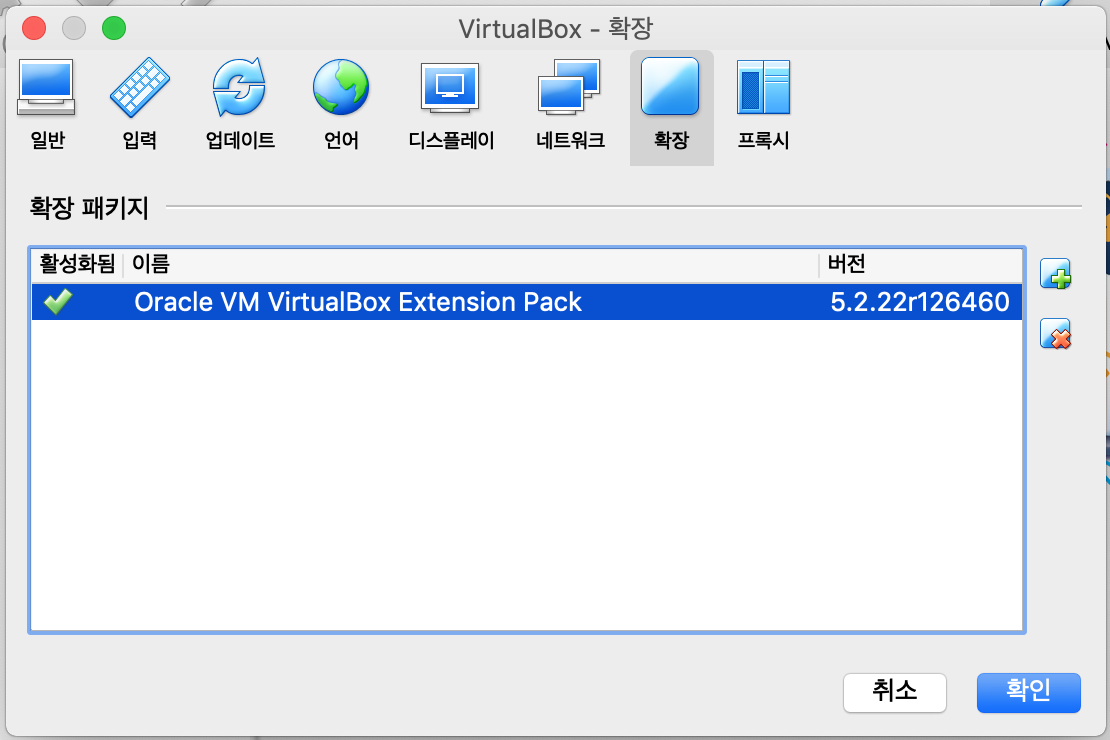 VirtualBox - 확장
일반 입력 업데이트 언어 디스플레이 네트워크 확장 프록시
확장 패키지
활성화됨 이름 버전
Oracle VM VirtualBox Extension Pack 5.2.22r126460
취소 확인